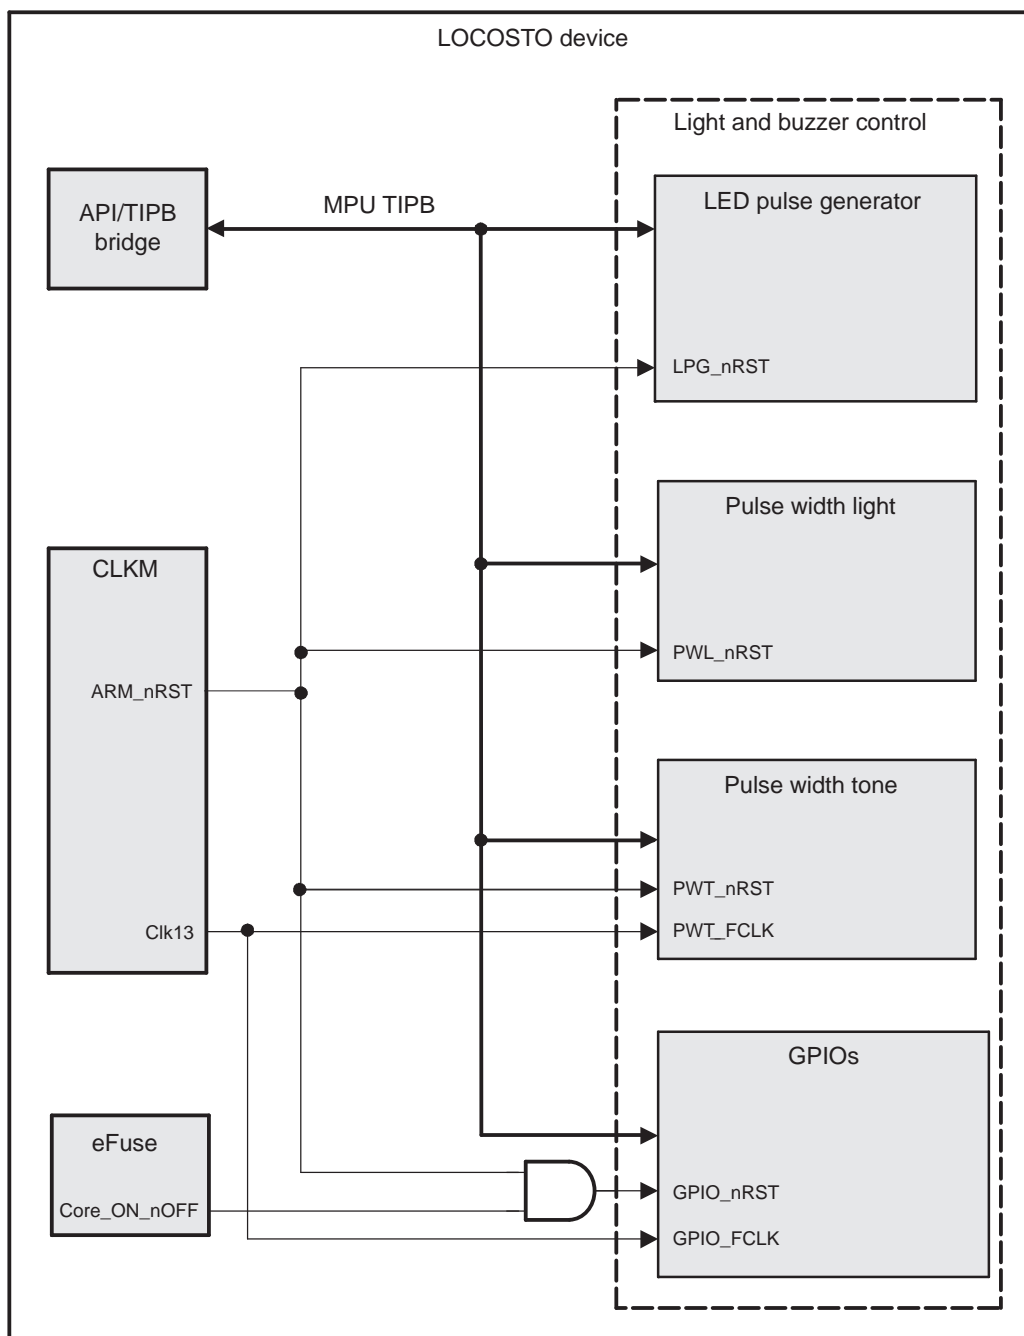 LOCOSTO device
Light and buzzer control
API/TIPB
bridge
MPU TIPB
LED pulse generator
LPG_nRST
Pulse width light
PWL_nRST
CLKM
ARM_nRST
Clk13
Pulse width tone
PWT_nRST
PWT_FCLK
eFuse
Core_ON_nOFF
GPIOs
GPIO_nRST
GPIO_FCLK